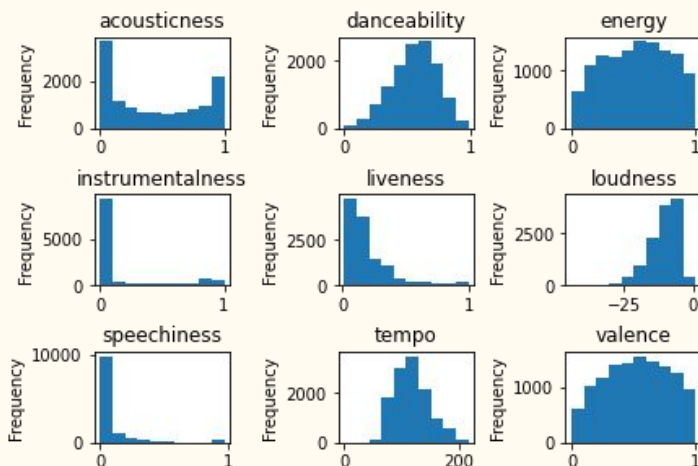 acousticness
danceability
energy
Frequency
2000
0
0
1
Frequency
2000
0
0
1
Frequency
1000
0
0
1
instrumentalness
liveness
loudness
Frequency
5000
0
0
1
Frequency
2500
0
0
1
Frequency
2500
0
−25
0
speechiness
tempo
valence
Frequency
10000
0
0
1
Frequency
2000
0
0
200
Frequency
1000
0
0
1